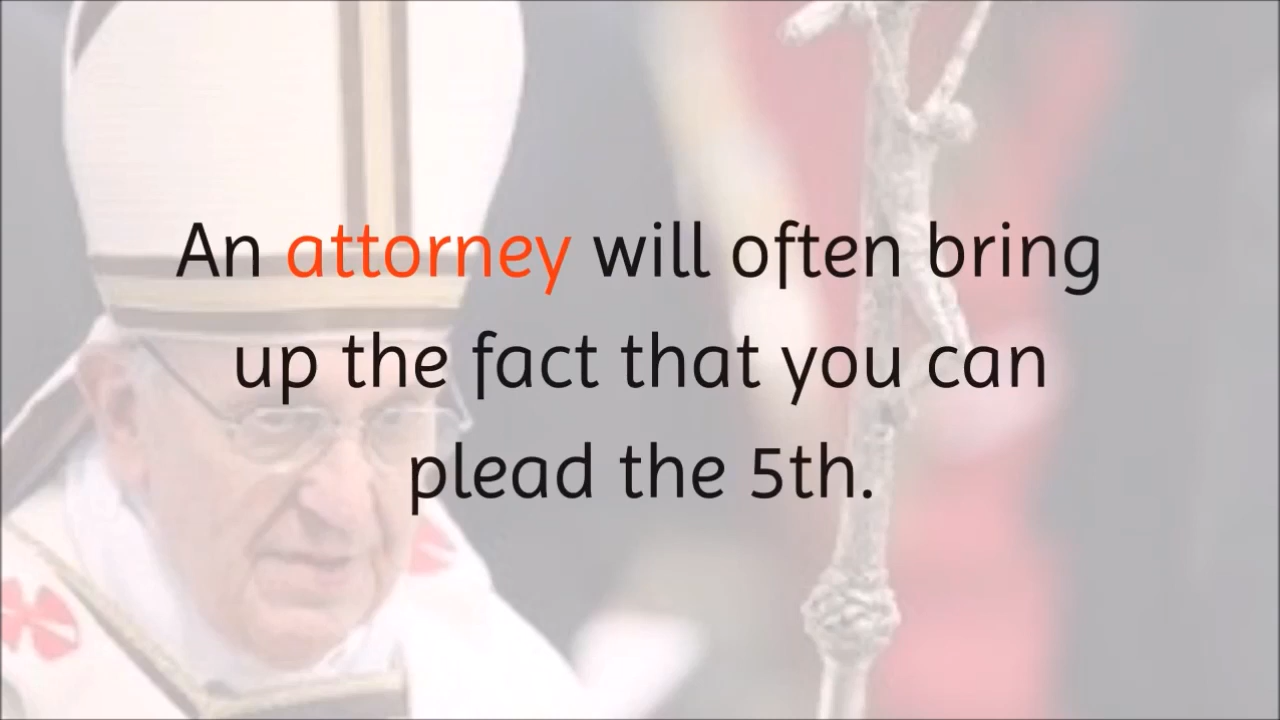 An attorney will often bring
up the fact that you can
plead the 5th.